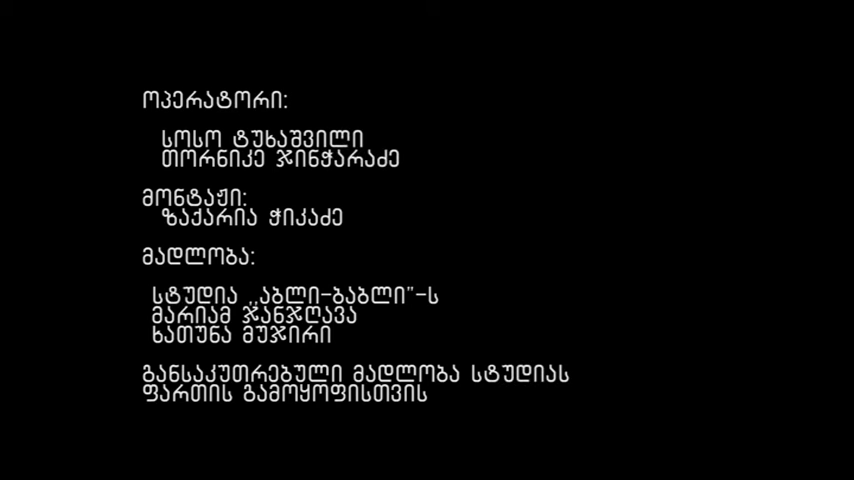 ოპერატორი:
სოსო ტუხაშვილი
თორნიკე ჯინჭარაძე
მონტაჟი:
ზაქარია ჭიკაძე
მადლობა:
სტუდია ,,აბლი-ბაბლი"-ს
მარიამ ჯანჯღავა
ხათუნა მუჯირი
განსაკუთრებული მადლობა სტუდიას
ფართის გამოყოფისთვის